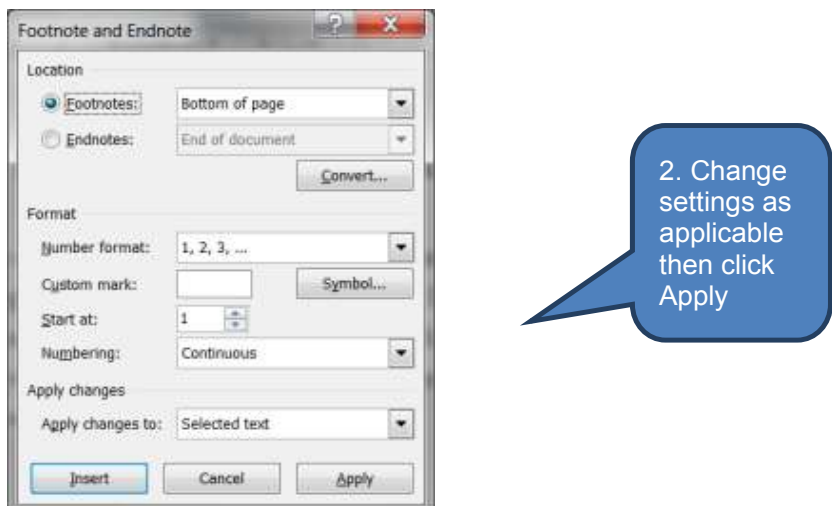 Footnote and Endnote
Location
Footnotes: Bottom of page
Endnotes: End of document
Convert...
Format
Number format: 1, 2, 3, ...
Custom mark: Symbol...
Start at: 1
Numbering: Continuous
Apply changes
Apply changes to: Selected text
Insert Cancel Apply
2. Change
settings as
applicable
then click
Apply